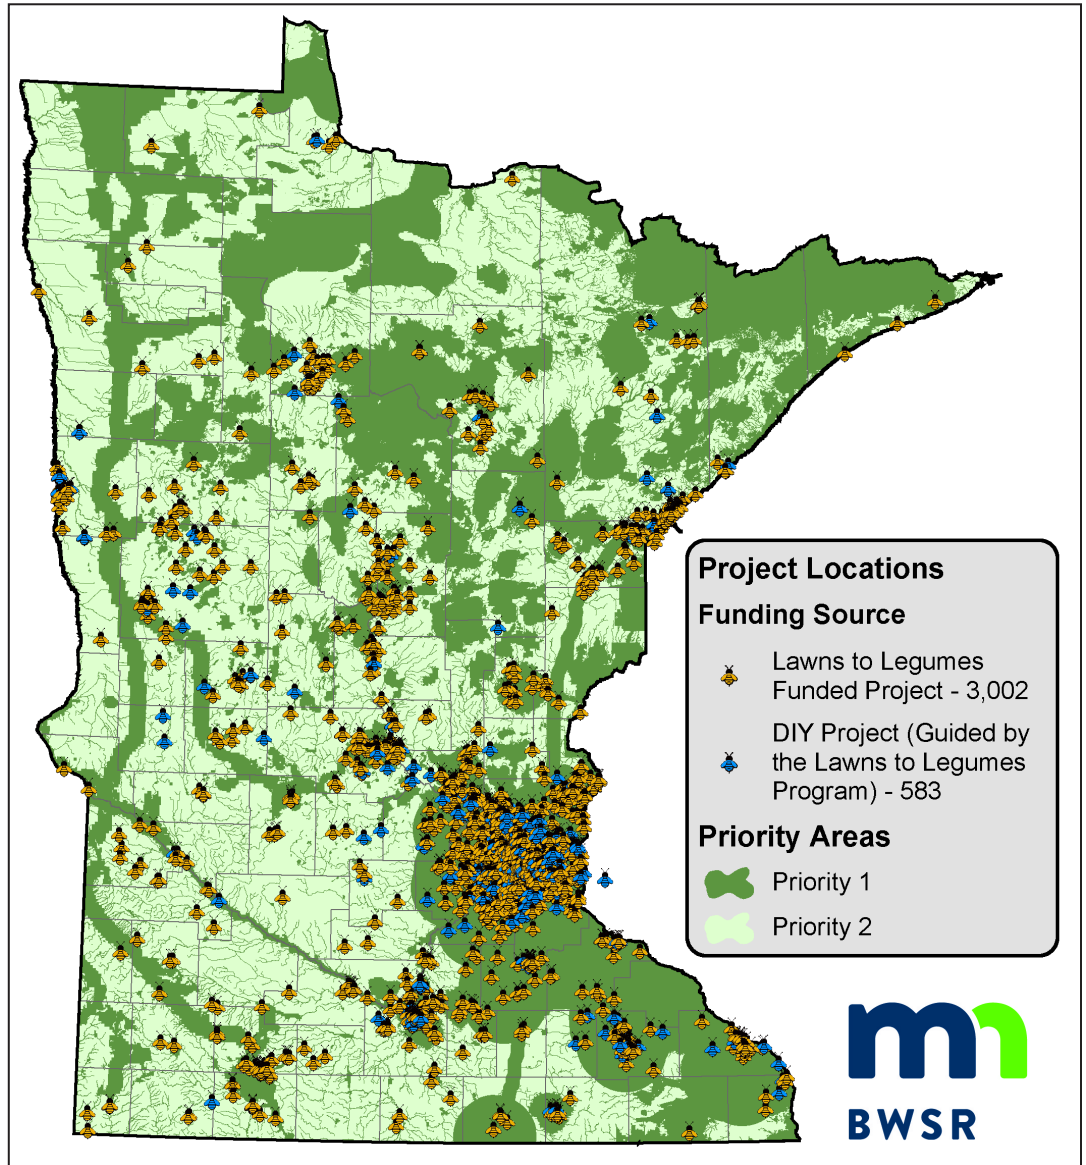 Project Locations
Funding Source
Lawns to Legumes
Funded Project - 3,002
DIY Project (Guided by
the Lawns to Legumes
Program) - 583
Priority Areas
Priority 1
Priority 2
mn
BWSR